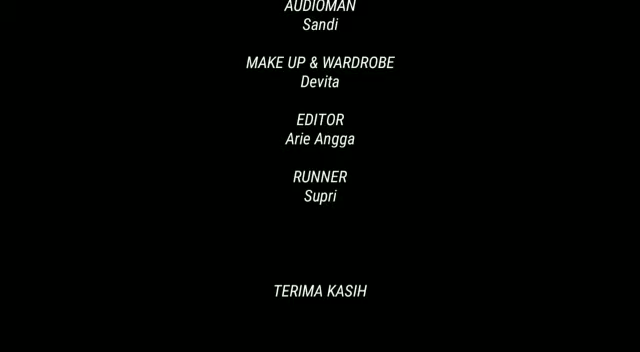 AUDIOMAN
Sandi
MAKE UP & WARDROBE
Devita
EDITOR
Arie Angga
RUNNER
Supri
TERIMA KASIH